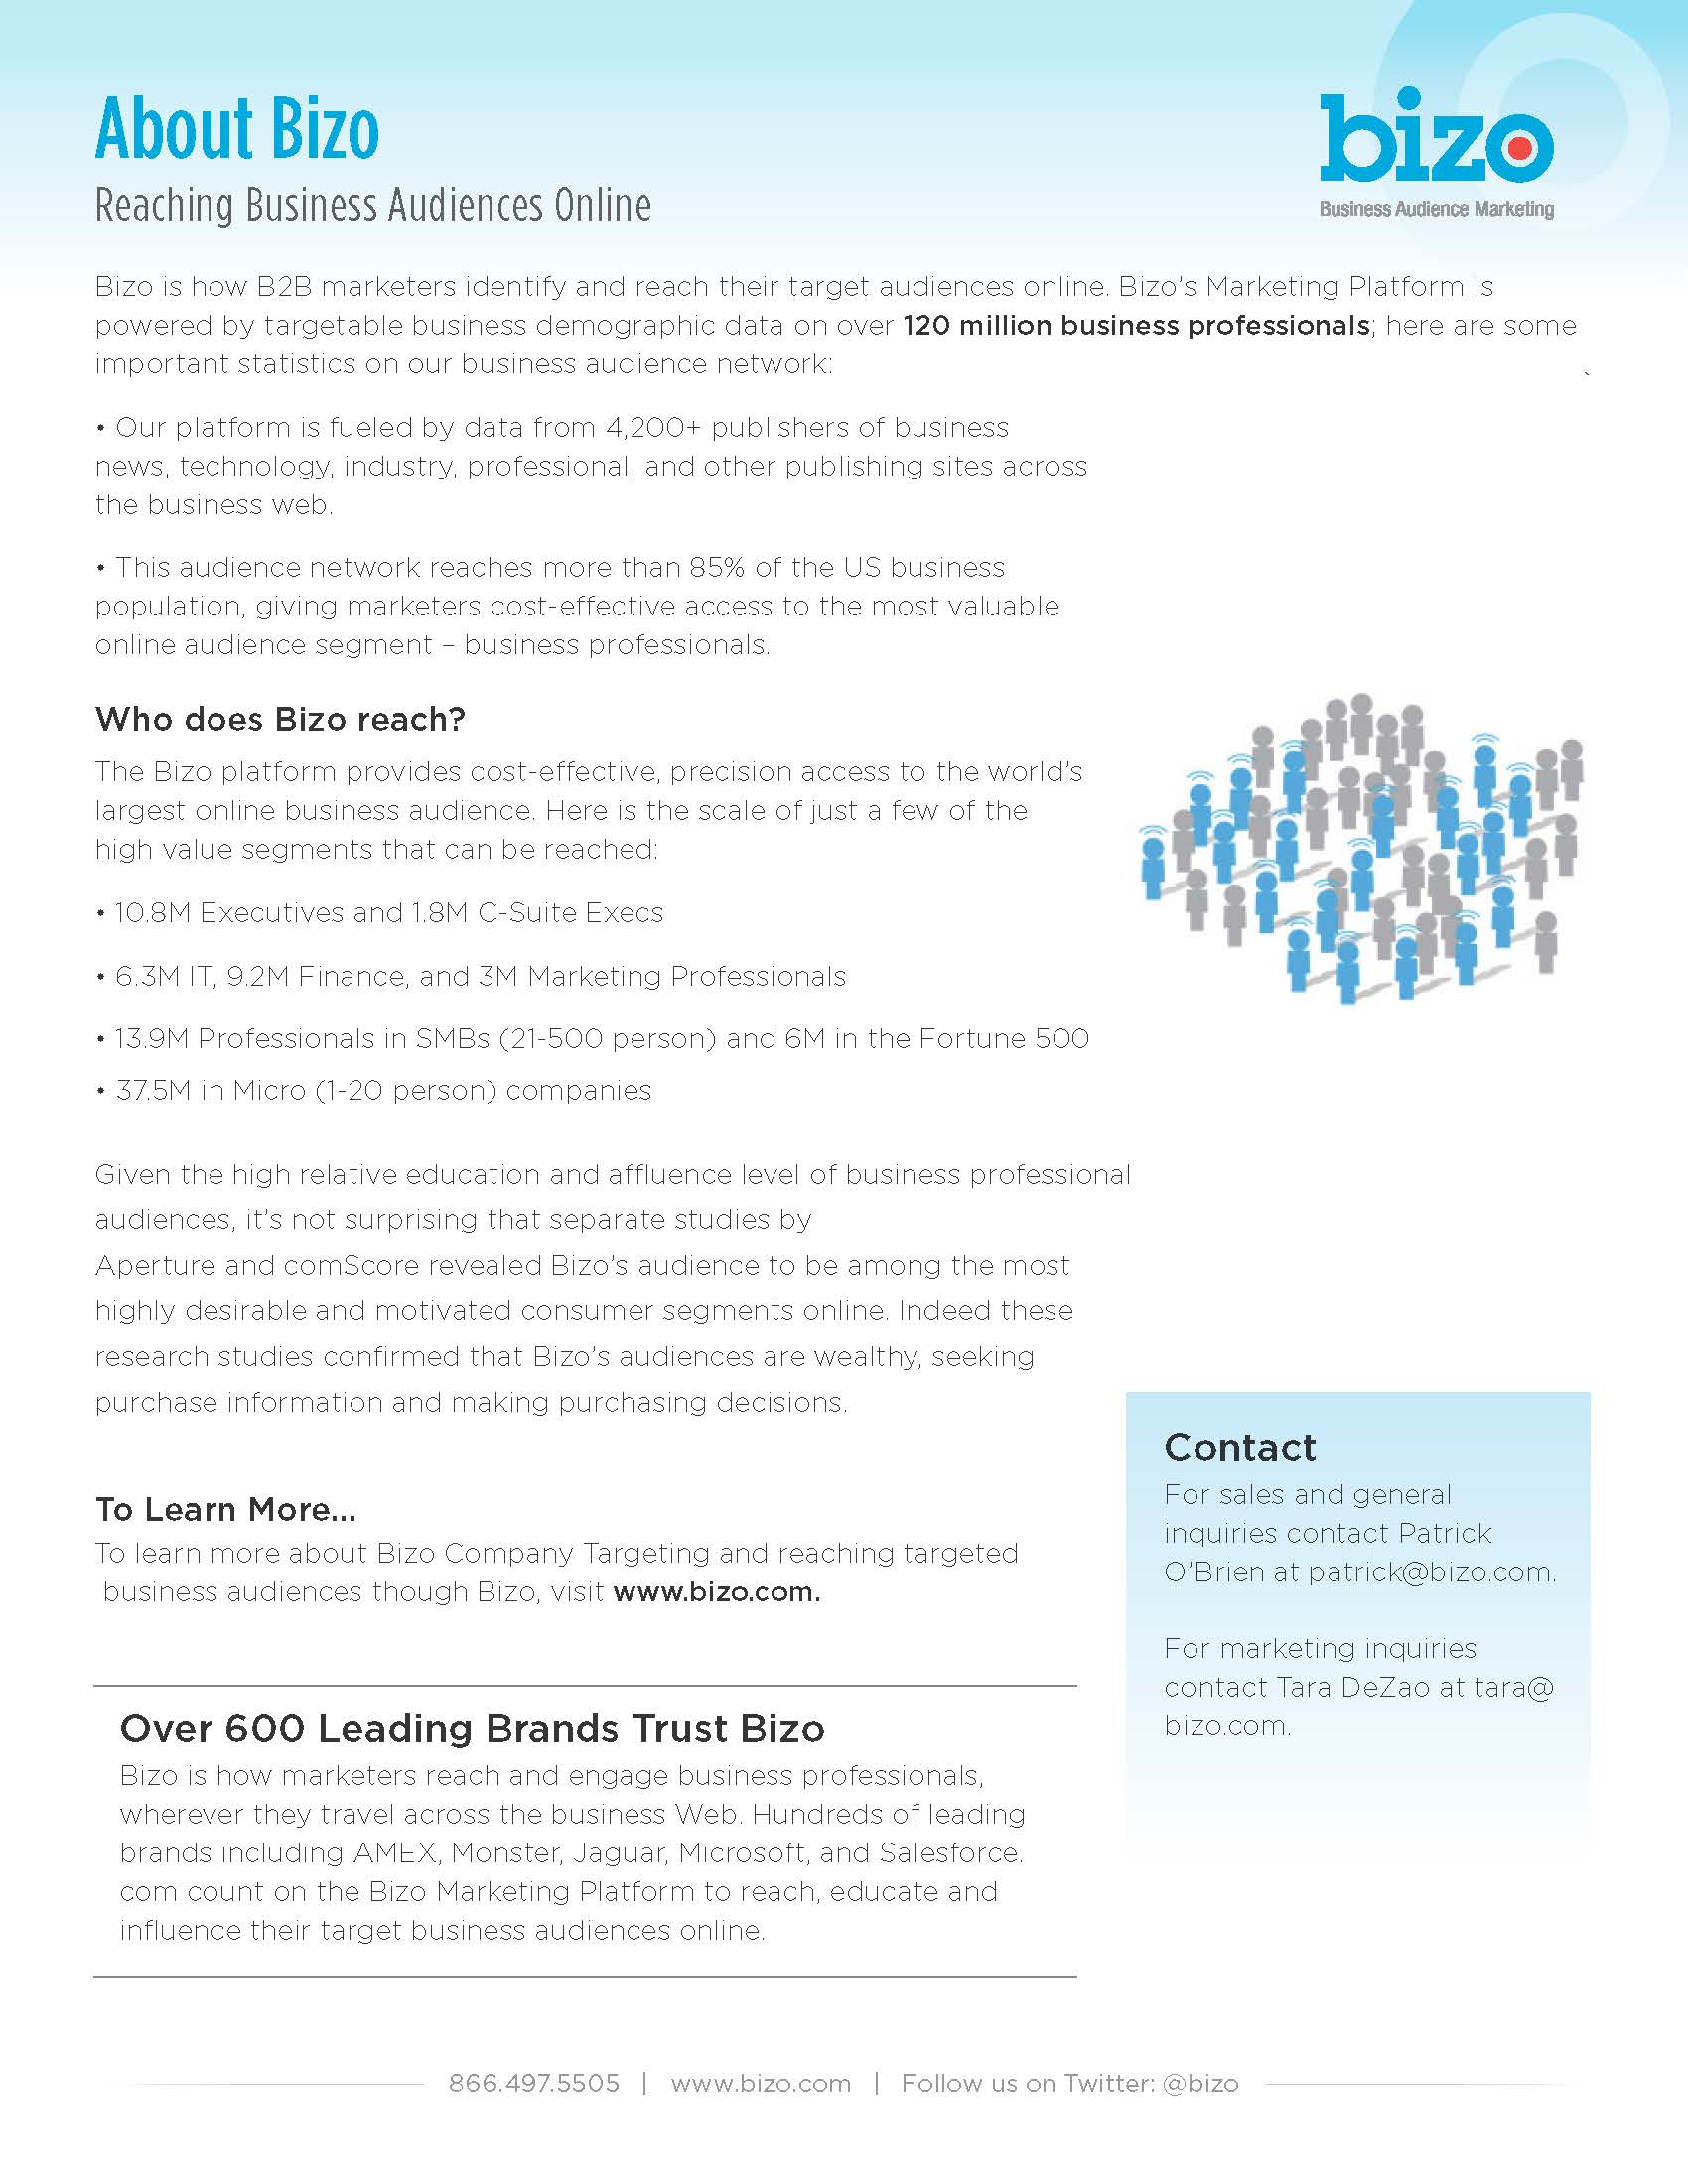 About Bizo
Reaching Business Audiences Online
bizo
Business Audience Marketing
Bizo is how B2B marketers identify and reach their target audiences online. Bizo's Marketing Platform is
powered by targetable business demographic data on over 120 million business professionals; here are some
important statistics on our business audience network:
`
• Our platform is fueled by data from 4,200+ publishers of business
news, technology, industry, professional, and other publishing sites across
the business web.
• This audience network reaches more than 85% of the US business
population, giving marketers cost-effective access to the most valuable
online audience segment – business professionals.
Who does Bizo reach?
The Bizo platform provides cost-effective, precision access to the world's
largest online business audience. Here is the scale of just a few of the
high value segments that can be reached:
• 10.8M Executives and 1.8M C-Suite Execs
• 6.3M IT, 9.2M Finance, and 3M Marketing Professionals
• 13.9M Professionals in SMBs (21-500 person) and 6M in the Fortune 500
• 37.5M in Micro (1-20 person) companies
Given the high relative education and affluence level of business professional
audiences, it's not surprising that separate studies by
Aperture and comScore revealed Bizo's audience to be among the most
highly desirable and motivated consumer segments online. Indeed these
research studies confirmed that Bizo's audiences are wealthy, seeking
purchase information and making purchasing decisions.
To Learn More...
To learn more about Bizo Company Targeting and reaching targeted
business audiences though Bizo, visit www.bizo.com.
Over 600 Leading Brands Trust Bizo
Bizo is how marketers reach and engage business professionals,
wherever they travel across the business Web. Hundreds of leading
brands including AMEX, Monster, Jaguar, Microsoft, and Salesforce.
com count on the Bizo Marketing Platform to reach, educate and
influence their target business audiences online.
Contact
For sales and general
inquiries contact Patrick
O'Brien at patrick@bizo.com.
For marketing inquiries
contact Tara DeZao at tara@
bizo.com.
866.497.5505 | www.bizo.com | Follow us on Twitter: @bizo